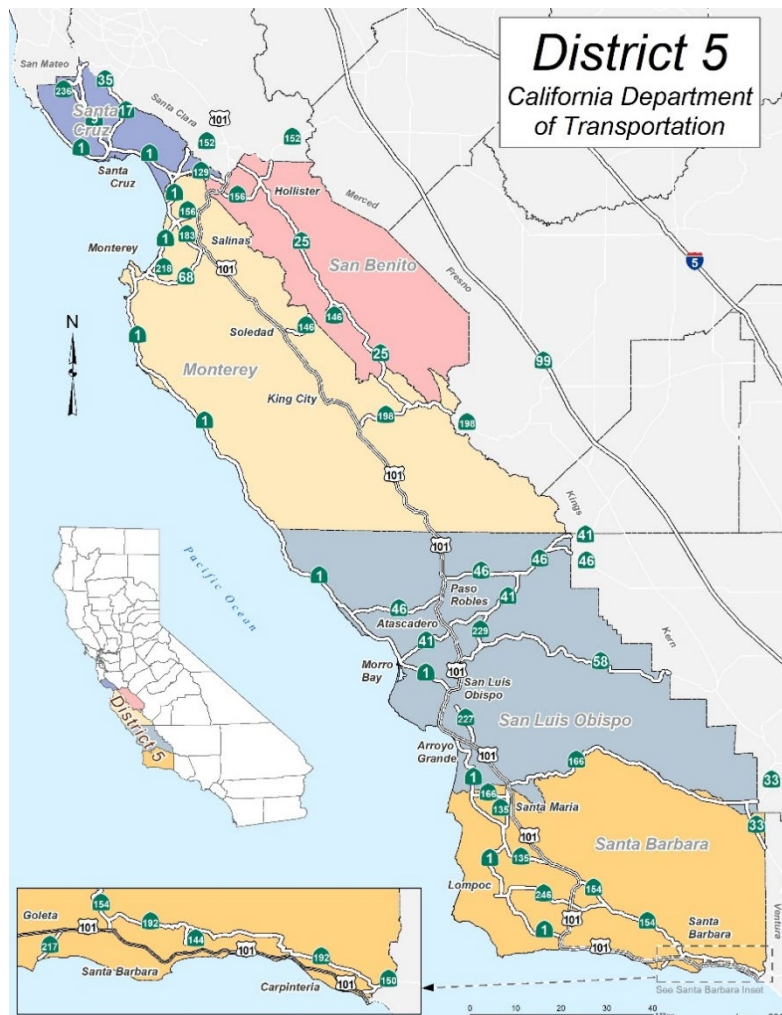 District 5
California Department
of Transportation
San Mateo
35
236
Santa
Cruz
9
17
Santa Clara
101
152
152
1
1
Santa
Cruz
129
Hollister
Merced
1
156
156
Monterey
1
183
Salinas
25
San Benito
Fresno
5
218
68
101
N
Soledad
146
146
1
25
99
Monterey
King City
198
198
1
101
Kings
41
46
101
46
46
1
Paso
Robles
41
46
Atascadero
229
Kern
41
58
Pacific Ocean
Morro
Bay
1
101
San Luis
Obispo
227
San Luis Obispo
District 5
Arroyo
Grande
101
166
1
33
166
135
Santa Maria
33
101
Santa Barbara
1
135
Lompoc
246
154
154
Santa
Barbara
Ventura
1
101
101
See Santa Barbara Inset
154
Goleta
192
101
217
144
101
192
Santa Barbara
Carpinteria
101
150
0
10
20
30
40